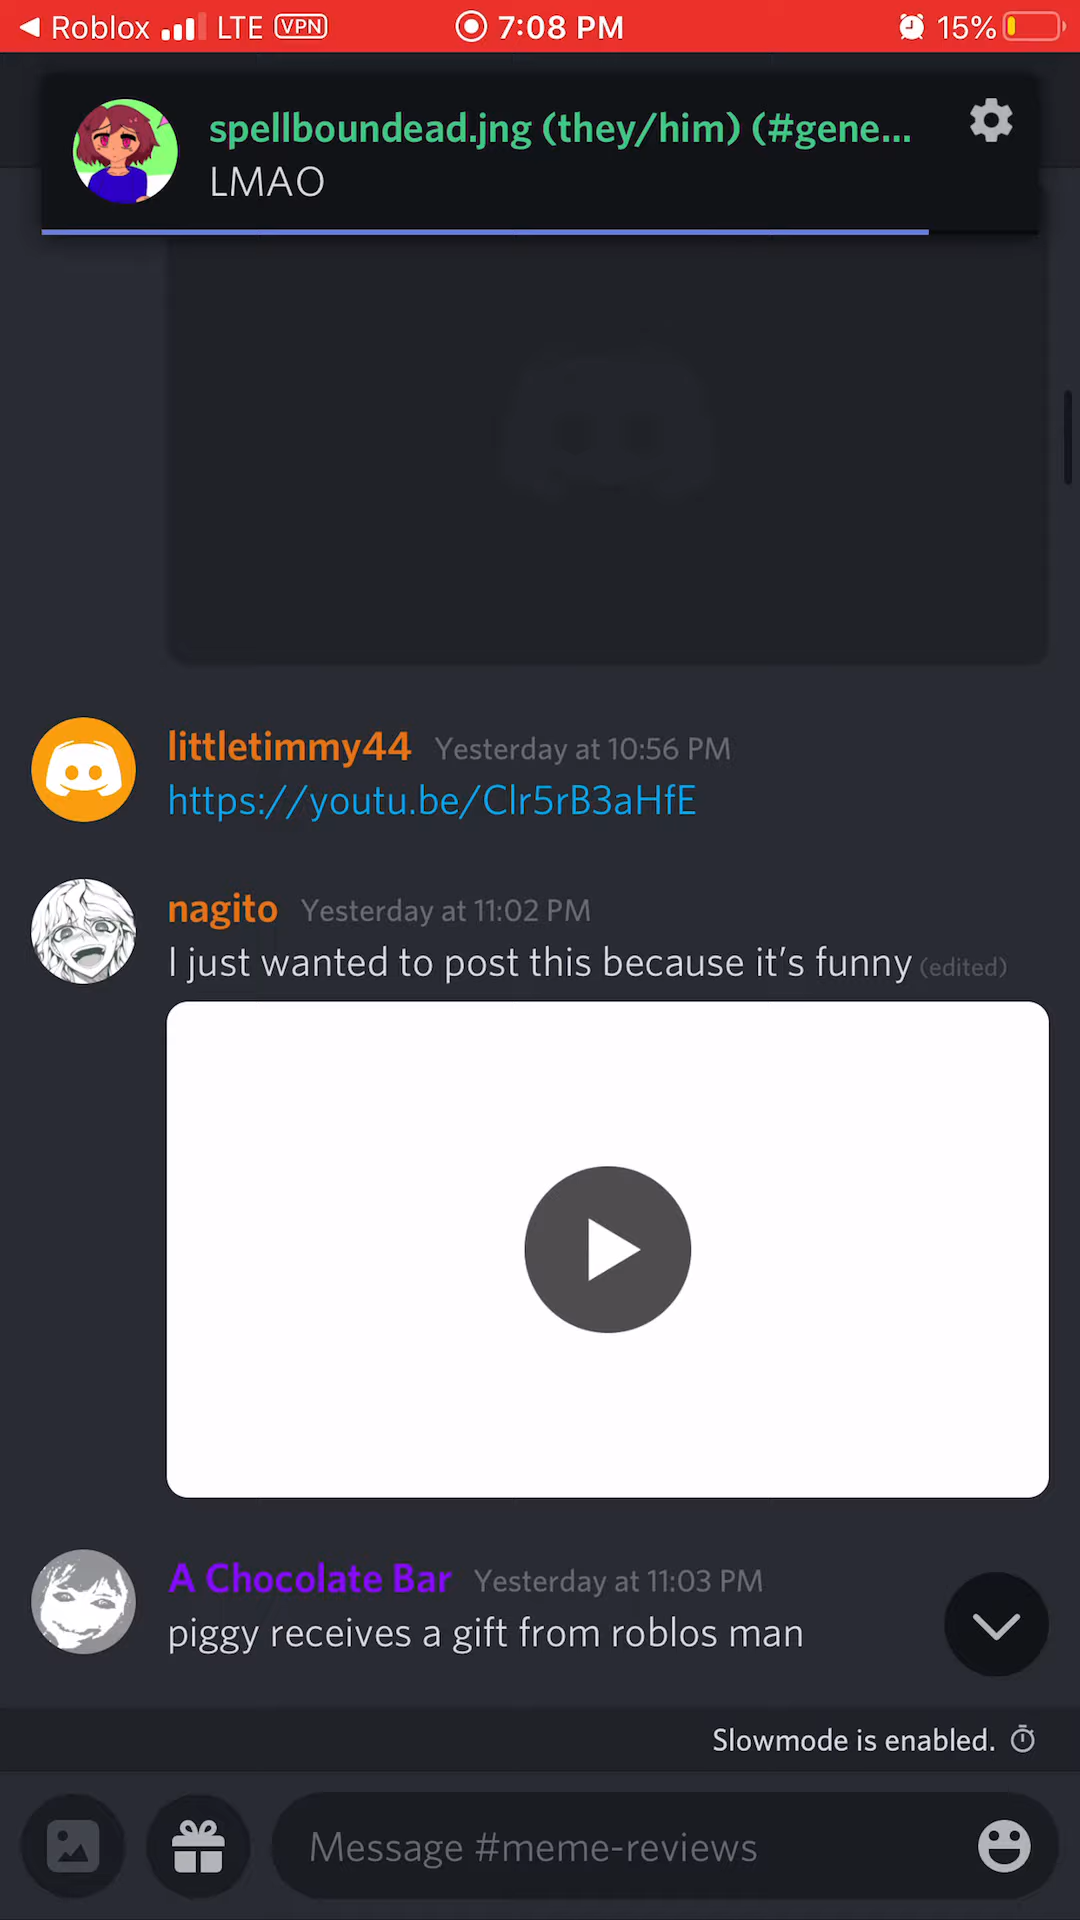 Roblox LTE VPN 7:08 PM 15%
spellboundead.jng (they/him) (#gene...
LMAO
littletimmy44 Yesterday at 10:56 PM
https://youtu.be/Clr5rB3aHfE
nagito Yesterday at 11:02 PM
I just wanted to post this because it’s funny (edited)
A Chocolate Bar Yesterday at 11:03 PM
piggy receives a gift from roblos man
Slowmode is enabled.
Message #meme-reviews